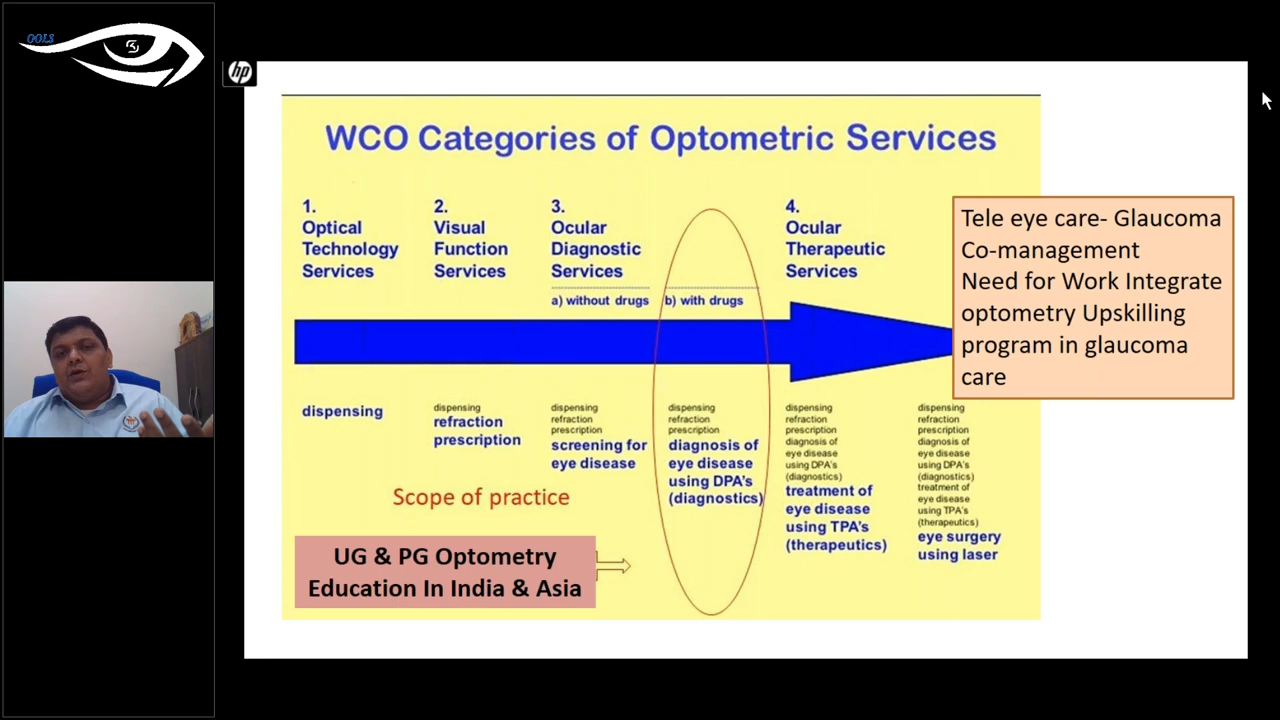 OOLS
hp
WCO Categories of Optometric Services
1.
Optical
Technology
Services
2.
Visual
Function
Services
3.
Ocular
Diagnostic
Services
a) without drugs
b) with drugs
4.
Ocular
Therapeutic
Services
Tele eye care- Glaucoma
Co-management
Need for Work Integrate
optometry Upskilling
program in glaucoma
care
dispensing
dispensing
refraction
prescription
dispensing
refraction
prescription
screening for
eye disease
dispensing
refraction
prescription
diagnosis of
eye disease
using DPA's
(diagnostics)
dispensing
refraction
prescription
diagnosis of
eye disease
using DPA's
(diagnostics)
treatment of
eye disease
using TPA's
(therapeutics)
dispensing
refraction
prescription
diagnosis of
eye disease
using DPA's
(diagnostics)
treatment of
eye disease
using TPA's
(therapeutics)
eye surgery
using laser
Scope of practice
UG & PG Optometry
Education In India & Asia